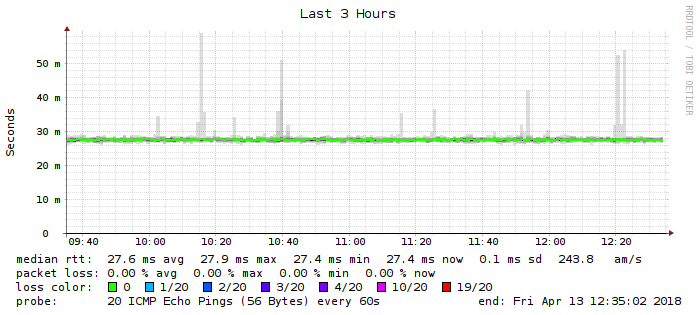 Last 3 Hours
RRDTOOL / TOBI OETIKER
Seconds
50 m
40 m
30 m
20 m
10 m
0
09:40 10:00 10:20 10:40 11:00 11:20 11:40 12:00 12:20
median rtt: 27.6 ms avg 27.9 ms max 27.4 ms min 27.4 ms now 0.1 ms sd 243.8 am/s
packet loss: 0.00 % avg 0.00 % max 0.00 % min 0.00 % now
loss color: 0 1/20 2/20 3/20 4/20 10/20 19/20
probe: 20 ICMP Echo Pings (56 Bytes) every 60s end: Fri Apr 13 12:35:02 2018